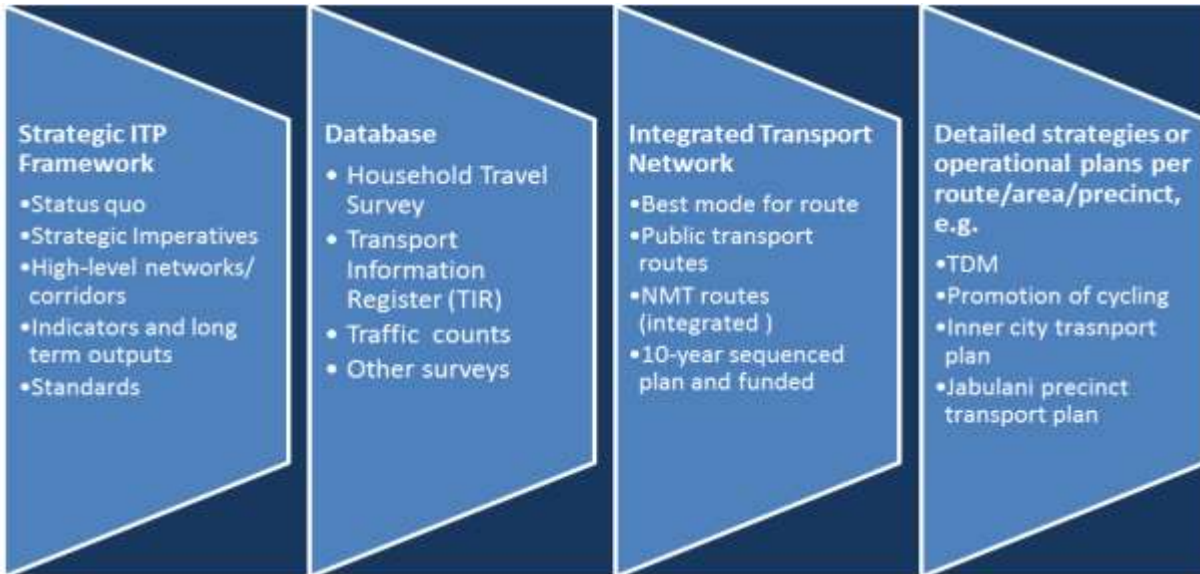 Strategic ITP
Framework
•Status quo
•Strategic Imperatives
•High-level networks/
corridors
•Indicators and long
term outputs
•Standards
Database
• Household Travel
Survey
• Transport
Information
Register (TIR)
• Traffic counts
• Other surveys
Integrated Transport
Network
•Best mode for route
•Public transport
routes
•NMT routes
(integrated )
•10-year sequenced
plan and funded
Detailed strategies or
operational plans per
route/area/precinct,
e.g.
•TDM
•Promotion of cycling
•Inner city trasnport
plan
•Jabulani precinct
transport plan